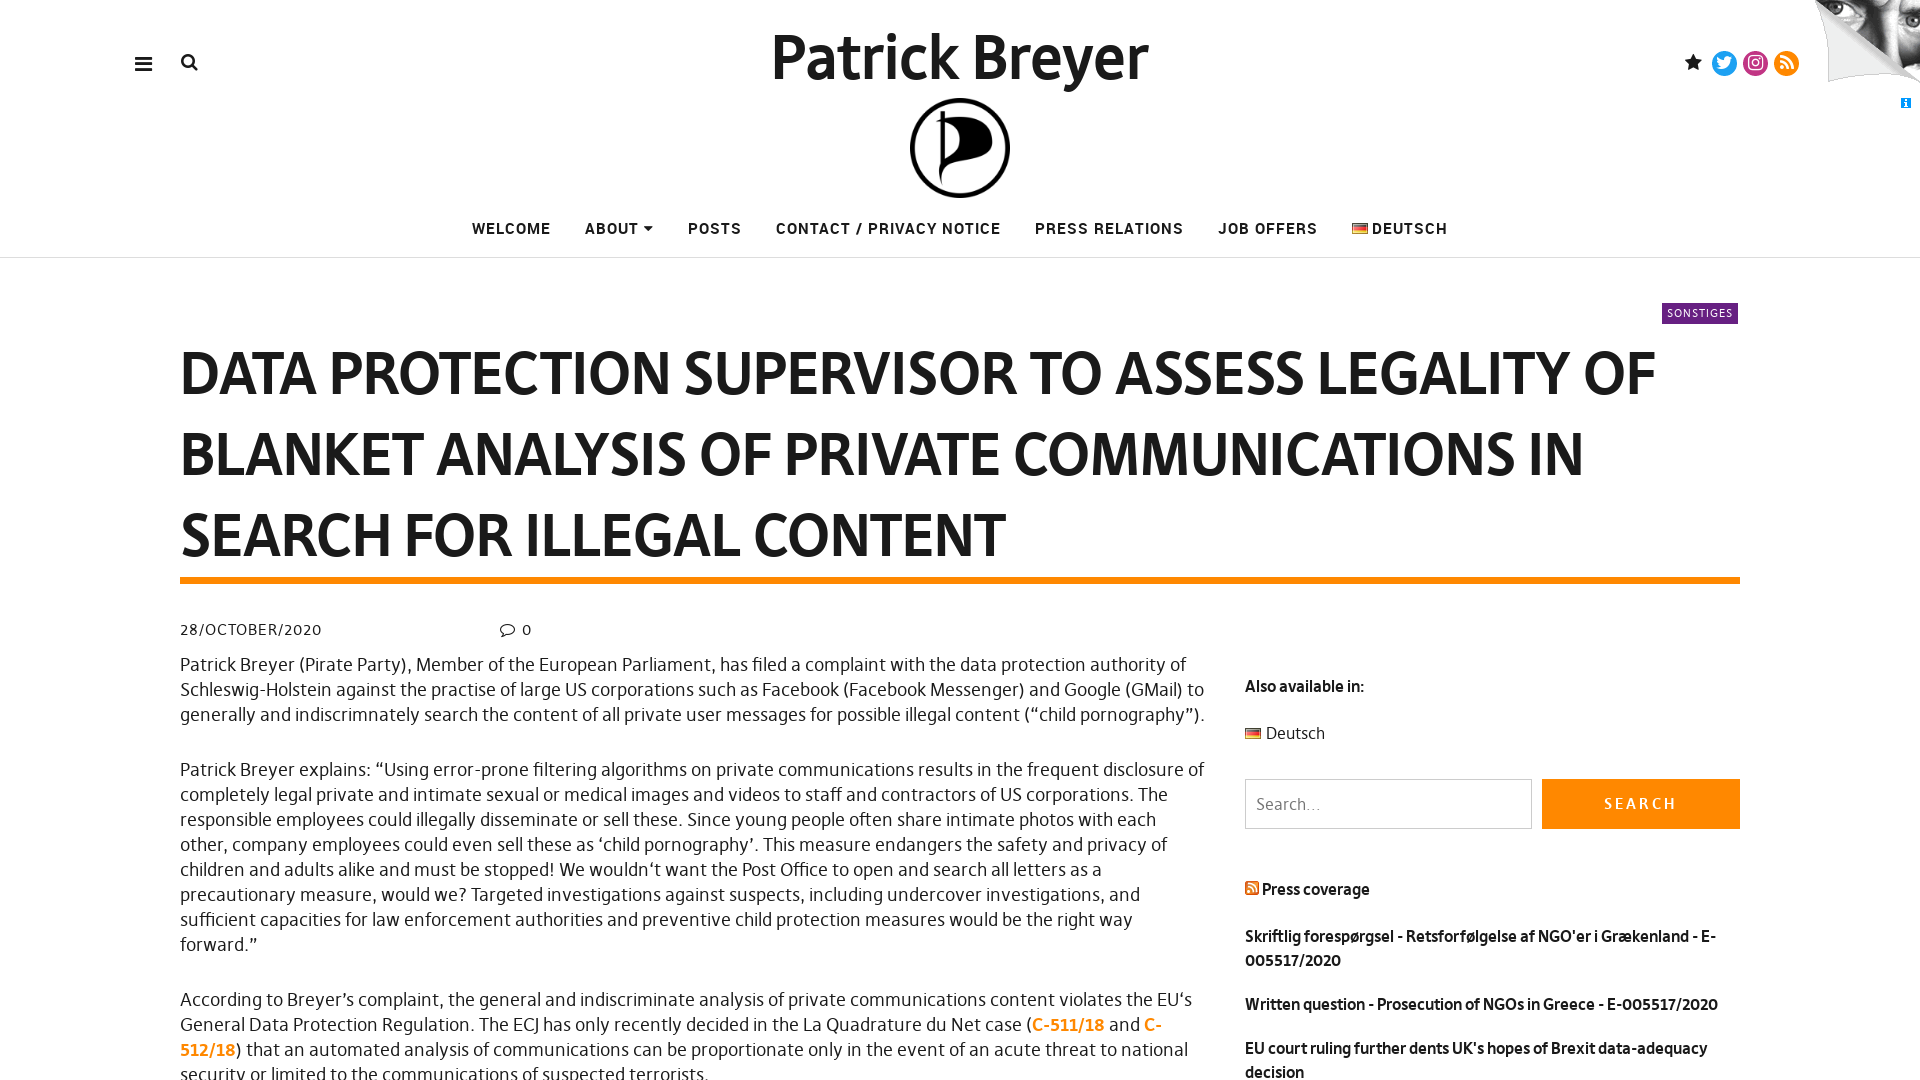 Patrick Breyer
WELCOME
ABOUT
POSTS
CONTACT / PRIVACY NOTICE
PRESS RELATIONS
JOB OFFERS
DEUTSCH
SONSTIGES
DATA PROTECTION SUPERVISOR TO ASSESS LEGALITY OF
BLANKET ANALYSIS OF PRIVATE COMMUNICATIONS IN
SEARCH FOR ILLEGAL CONTENT
28/OCTOBER/2020
0
Patrick Breyer (Pirate Party), Member of the European Parliament, has filed a complaint with the data protection authority of
Schleswig-Holstein against the practise of large US corporations such as Facebook (Facebook Messenger) and Google (GMail) to
generally and indiscrimnately search the content of all private user messages for possible illegal content (“child pornography”).
Patrick Breyer explains: “Using error-prone filtering algorithms on private communications results in the frequent disclosure of
completely legal private and intimate sexual or medical images and videos to staff and contractors of US corporations. The
responsible employees could illegally disseminate or sell these. Since young people often share intimate photos with each
other, company employees could even sell these as ‘child pornography’. This measure endangers the safety and privacy of
children and adults alike and must be stopped! We wouldn‘t want the Post Office to open and search all letters as a
precautionary measure, would we? Targeted investigations against suspects, including undercover investigations, and
sufficient capacities for law enforcement authorities and preventive child protection measures would be the right way
forward.”
According to Breyer’s complaint, the general and indiscriminate analysis of private communications content violates the EU‘s
General Data Protection Regulation. The ECJ has only recently decided in the La Quadrature du Net case (C-511/18 and C-
512/18) that an automated analysis of communications can be proportionate only in the event of an acute threat to national
security or limited to the communications of suspected terrorists.
Also available in:
Deutsch
Search...
SEARCH
Press coverage
Skriftlig forespørgsel - Retsforfølgelse af NGO'er i Grækenland - E-
005517/2020
Written question - Prosecution of NGOs in Greece - E-005517/2020
EU court ruling further dents UK's hopes of Brexit data-adequacy
decision